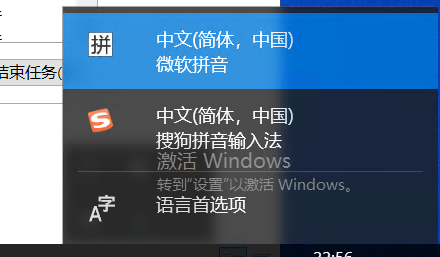 结束任务(
拼
中文(简体，中国)
微软拼音
S
中文(简体，中国)
搜狗拼音输入法
激活 Windows
转到“设置”以激活 Windows。
A字
语言首选项
22:56